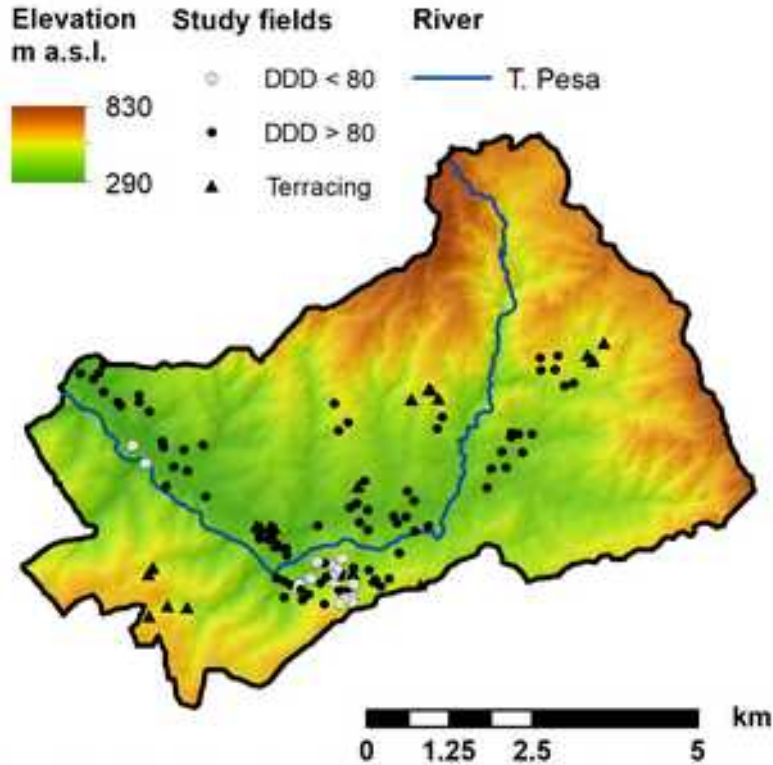 Elevation
m a.s.l.
830
290
Study fields
DDD < 80
DDD > 80
Terracing
River
T. Pesa
km
0 1.25 2.5 5